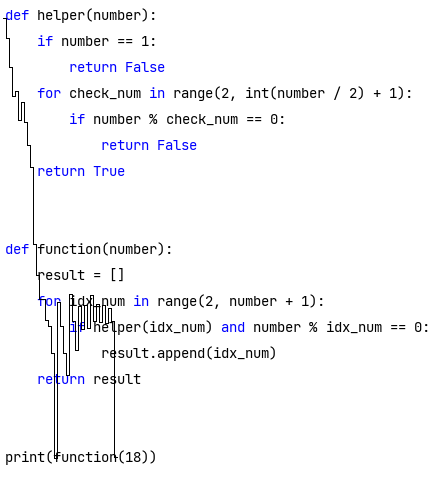 def helper(number):
    if number == 1:
        return False
    for check_num in range(2, int(number / 2) + 1):
        if number % check_num == 0:
            return False
    return True
def function(number):
    result = []
    for idx_num in range(2, number + 1):
        if helper(idx_num) and number % idx_num == 0:
            result.append(idx_num)
    return result
print(function(18))